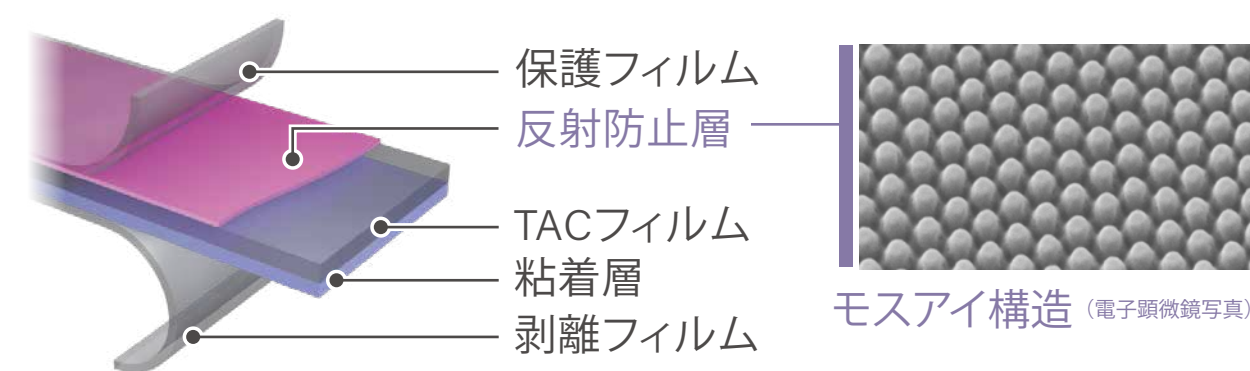 保護フィルム
反射防止層
TACフィルム
粘着層
剥離フィルム
モスアイ構造（電子顕微鏡写真）